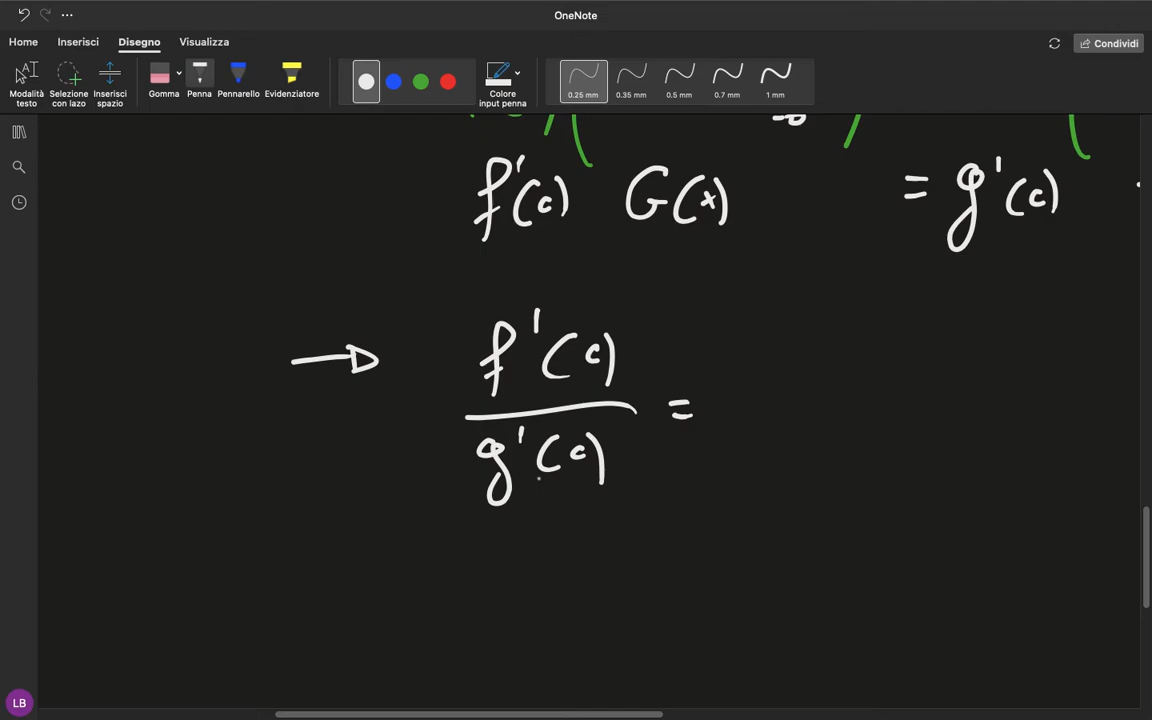 OneNote
Home Inserisci Disegno Visualizza
Condividi
Modalità testo Selezione con lazo Inserisci spazio Gomma Penna Pennarello Evidenziatore Colore input penna 0.25 mm 0.35 mm 0.5 mm 0.7 mm 1 mm
f'(c) G(x) = g'(c)
f'(c)
=
g'(c)
LB